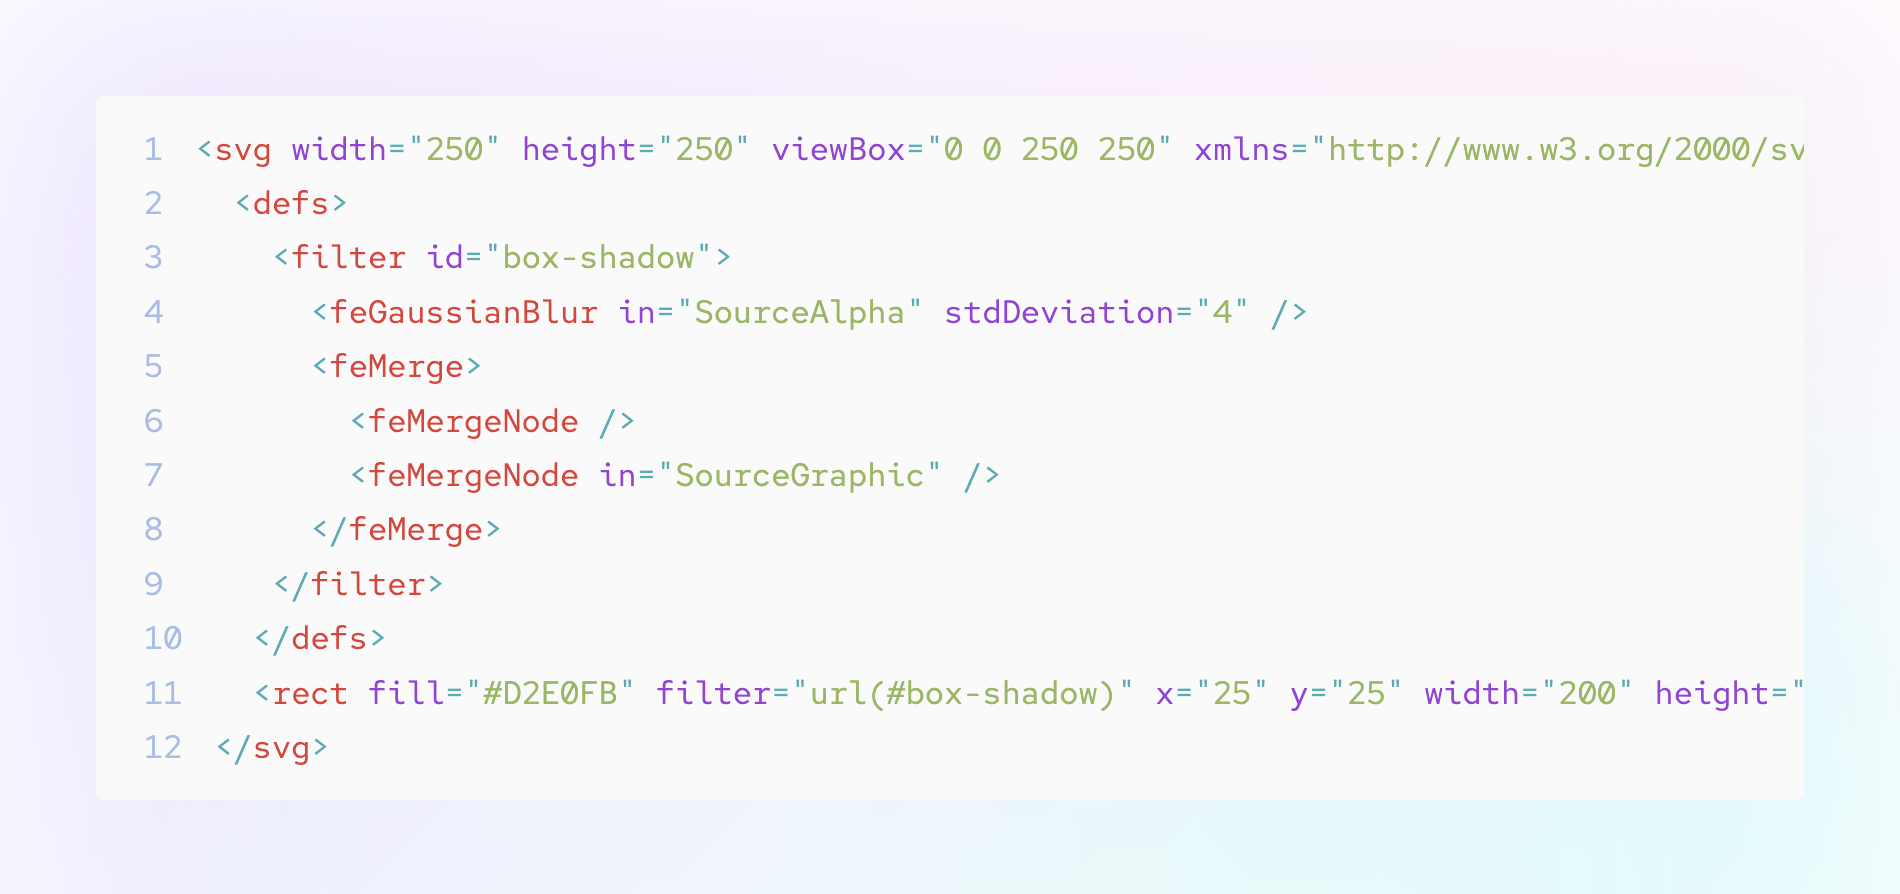 1 <svg width="250" height="250" viewBox="0 0 250 250" xmlns="http://www.w3.org/2000/sv
2 <defs>
3 <filter id="box-shadow">
4 <feGaussianBlur in="SourceAlpha" stdDeviation="4" />
5 <feMerge>
6 <feMergeNode />
7 <feMergeNode in="SourceGraphic" />
8 </feMerge>
9 </filter>
10 </defs>
11 <rect fill="#D2E0FB" filter="url(#box-shadow)" x="25" y="25" width="200" height="
12 </svg>